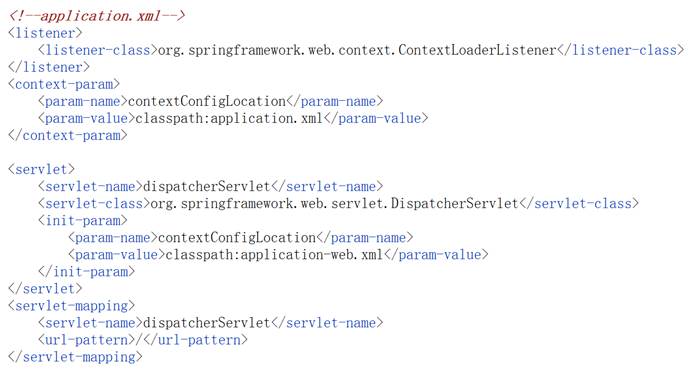 <!--application.xml-->
<listener>
    <listener-class>org.springframework.web.context.ContextLoaderListener</listener-class>
</listener>
<context-param>
    <param-name>contextConfigLocation</param-name>
    <param-value>classpath:application.xml</param-value>
</context-param>

<servlet>
    <servlet-name>dispatcherServlet</servlet-name>
    <servlet-class>org.springframework.web.servlet.DispatcherServlet</servlet-class>
    <init-param>
        <param-name>contextConfigLocation</param-name>
        <param-value>classpath:application-web.xml</param-value>
    </init-param>
</servlet>
<servlet-mapping>
    <servlet-name>dispatcherServlet</servlet-name>
    <url-pattern>/</url-pattern>
</servlet-mapping>